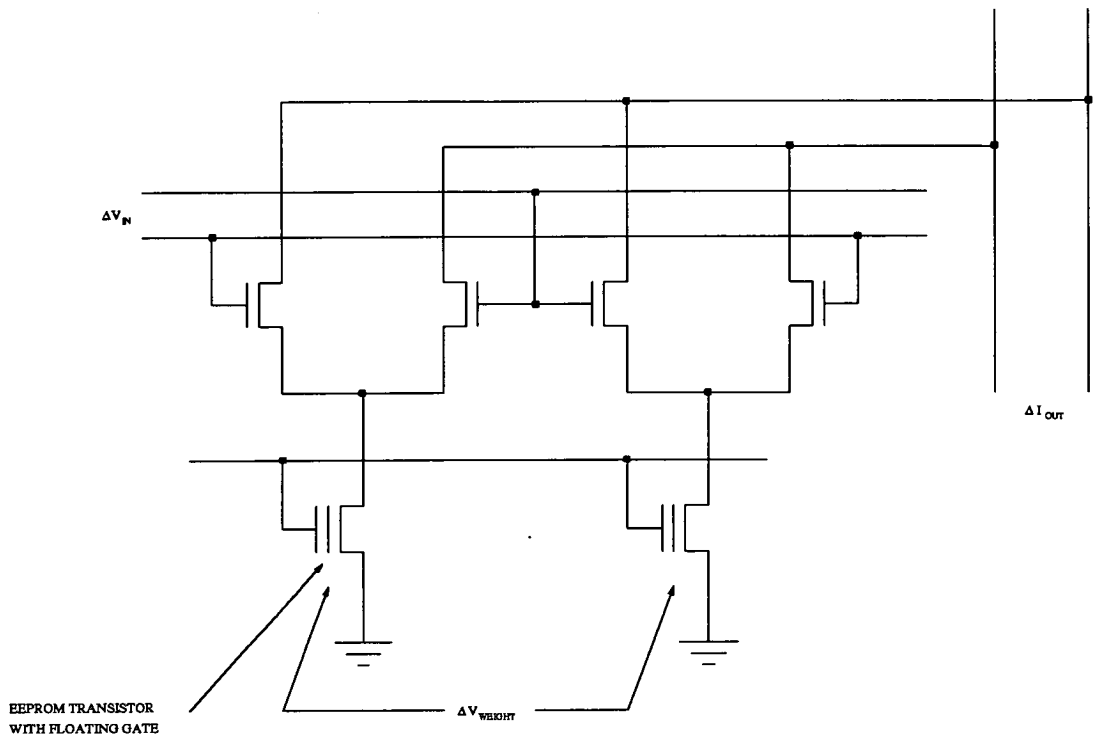 ΔV_IN
ΔI_OUT
EEPROM TRANSISTOR
WITH FLOATING GATE
ΔV_WEIGHT